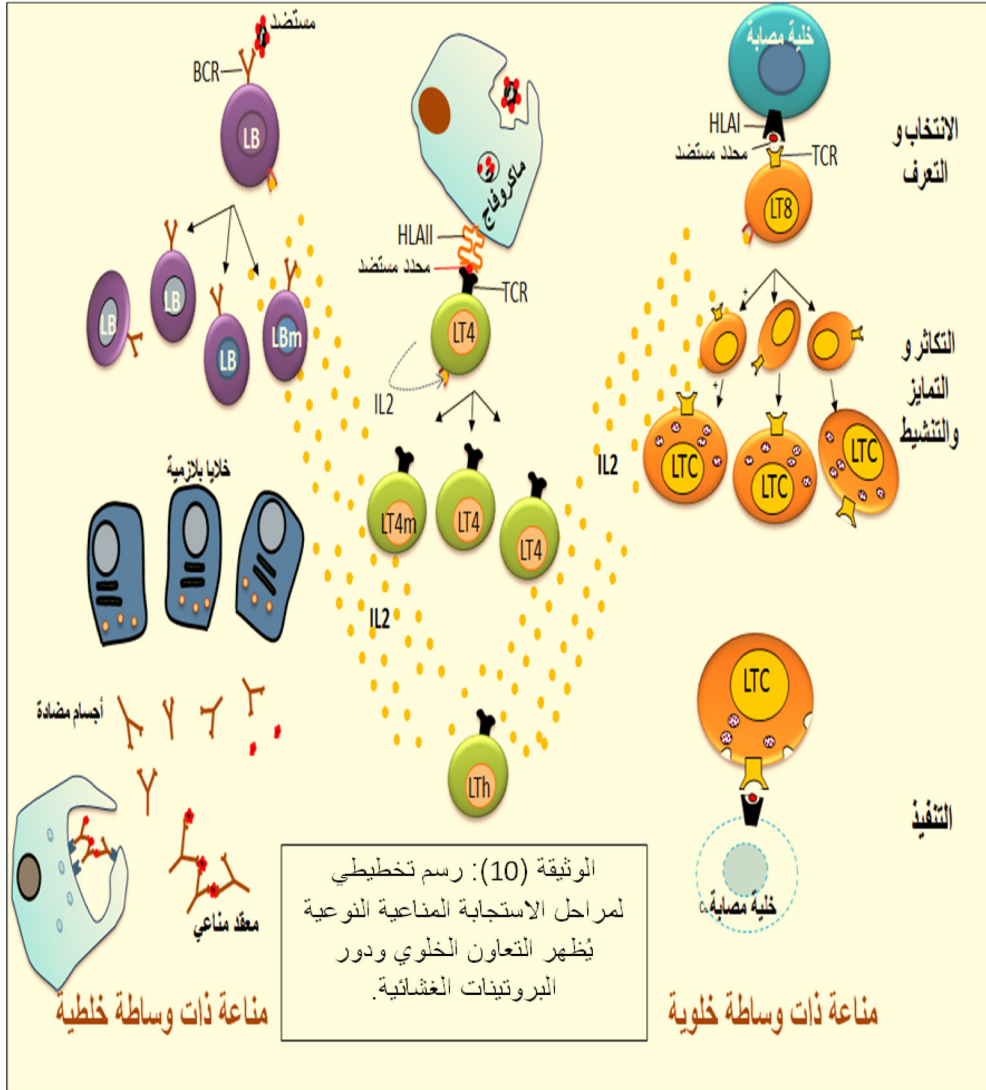 مستضد
BCR
LB
LB
LB
LB
LBm
ماكروفاج
HLAII
محدد مستضد
TCR
LT4
IL2
LT4m
LT4
LT4
IL2
LTh
خلية مصابة
HLAI
محدد مستضد
TCR
LT8
+
+
IL2
LTC
LTC
LTC
الانتخاب و
التعرف
التكاثر و
التمايز
والتنشيط
خلايا بلازمية
أجسام مضادة
معقد مناعي
مناعة ذات وساطة خلطية
LTC
خلية مصابة
التنفيذ
مناعة ذات وساطة خلوية
الوثيقة (10): رسم تخطيطي
لمراحل الاستجابة المناعية النوعية
يُظهر التعاون الخلوي ودور
البروتينات الغشائية.